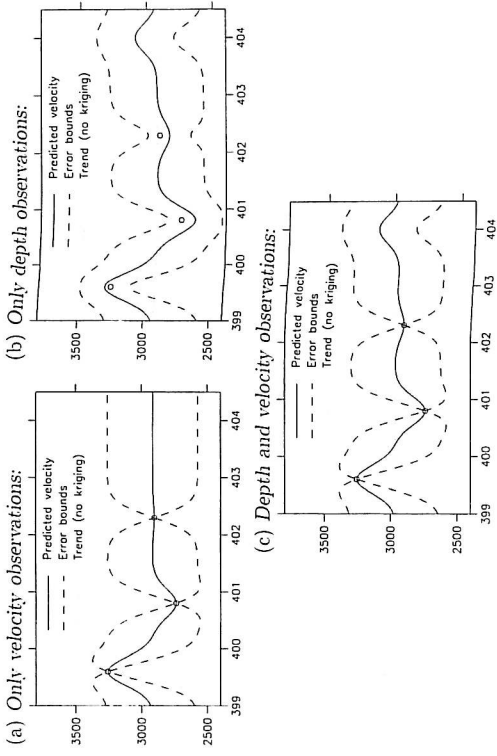 (a) Only velocity observations:
Predicted velocity
Error bounds
Trend (no kriging)
3500
3000
2500
399
400
401
402
403
404
(b) Only depth observations:
Predicted velocity
Error bounds
Trend (no kriging)
3500
3000
2500
399
400
401
402
403
404
(c) Depth and velocity observations:
Predicted velocity
Error bounds
Trend (no kriging)
3500
3000
2500
399
400
401
402
403
404